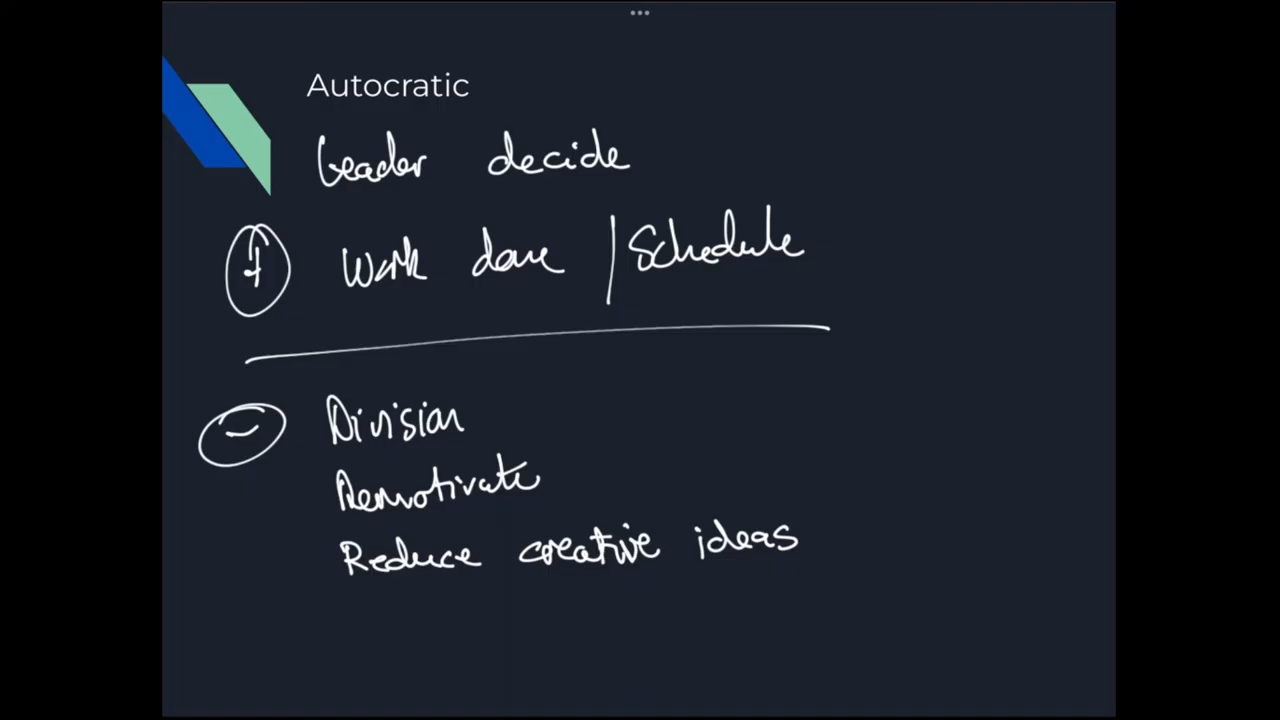 Autocratic
Leader decide
+ Work done / Schedule
- Division
Demotivate
Reduce creative ideas